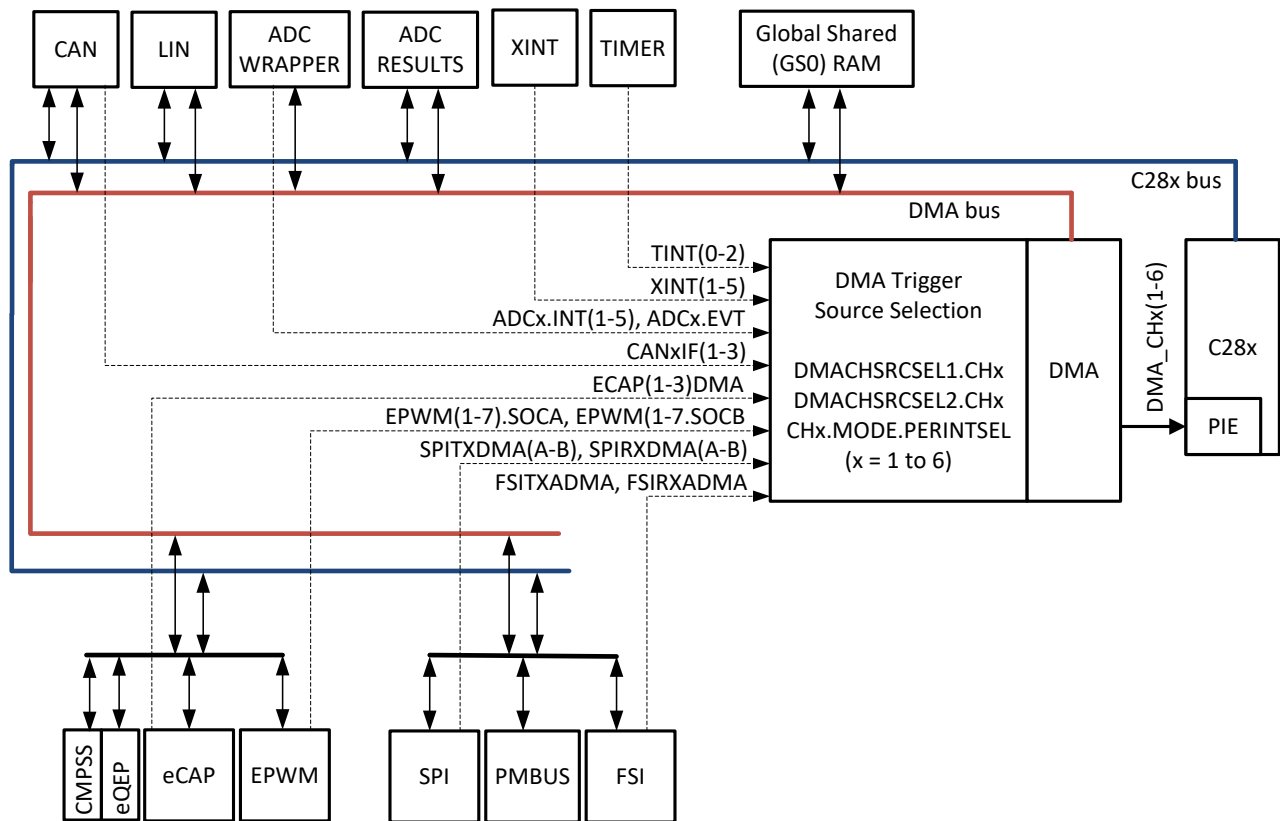 CAN
LIN
ADC
WRAPPER
ADC
RESULTS
XINT
TIMER
Global Shared
(GS0) RAM
C28x bus
DMA bus
TINT(0-2)
XINT(1-5)
ADCx.INT(1-5), ADCx.EVT
CANxIF(1-3)
ECAP(1-3)DMA
EPWM(1-7).SOCA, EPWM(1-7.SOCB
SPITXDMA(A-B), SPIRXDMA(A-B)
FSITXADMA, FSIRXADMA
DMA Trigger
Source Selection
DMACHSRCSEL1.CHx
DMACHSRCSEL2.CHx
CHx.MODE.PERINTSEL
(x = 1 to 6)
DMA
DMA_CHx(1-6)
C28x
PIE
CMPSS
eQEP
eCAP
EPWM
SPI
PMBUS
FSI